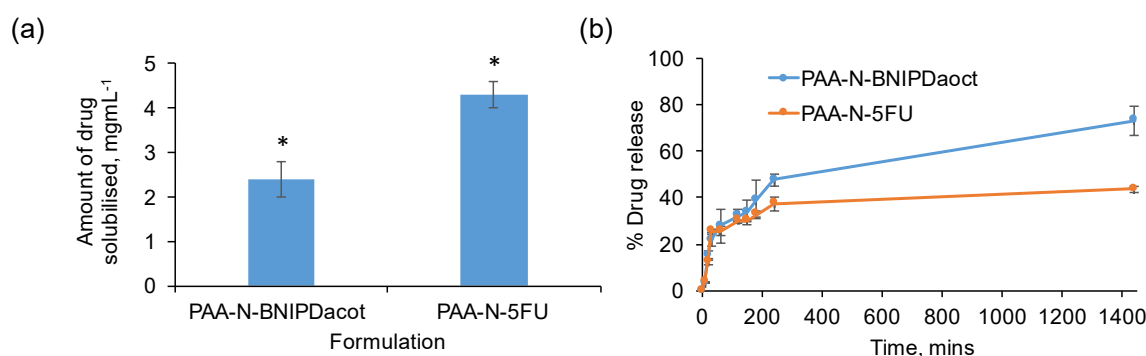 (a)
Amount of drug
solubilised, mgmL-1
5
4
3
2
1
0
*
*
PAA-N-BNIPDacot
PAA-N-5FU
Formulation
(b)
% Drug release
100
80
60
40
20
0
PAA-N-BNIPDaoct
PAA-N-5FU
0
200
400
600
800
1000
1200
1400
Time, mins